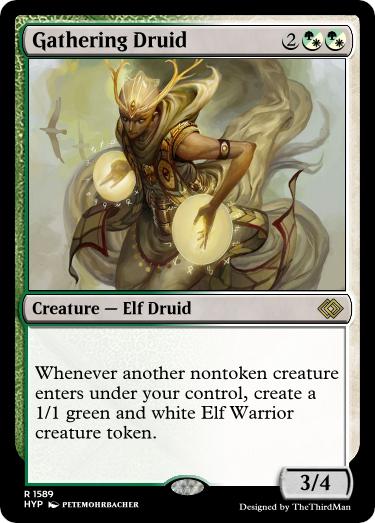 Gathering Druid 2
Creature — Elf Druid
Whenever another nontoken creature
enters under your control, create a
1/1 green and white Elf Warrior
creature token.
3/4
R 1589
HYP PETEMOHRBACHER
Designed by TheThirdMan